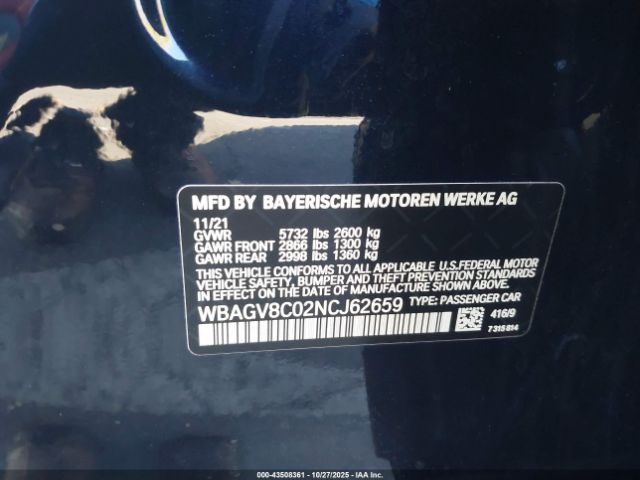 MFD BY BAYERISCHE MOTOREN WERKE AG
11/21
GVWR 5732 lbs 2600 kg
GAWR FRONT 2866 lbs 1300 kg
GAWR REAR 2998 lbs 1360 kg
THIS VEHICLE CONFORMS TO ALL APPLICABLE U.S.FEDERAL MOTOR
VEHICLE SAFETY, BUMPER, AND THEFT PREVENTION STANDARDS
IN EFFECT ON THE DATE OF MANUFACTURE SHOWN ABOVE.
WBAGV8C02NCJ62659 TYPE: PASSENGER CAR
416/9
7 315 814
000-43508361 | 10/27/2025 - IAA Inc.